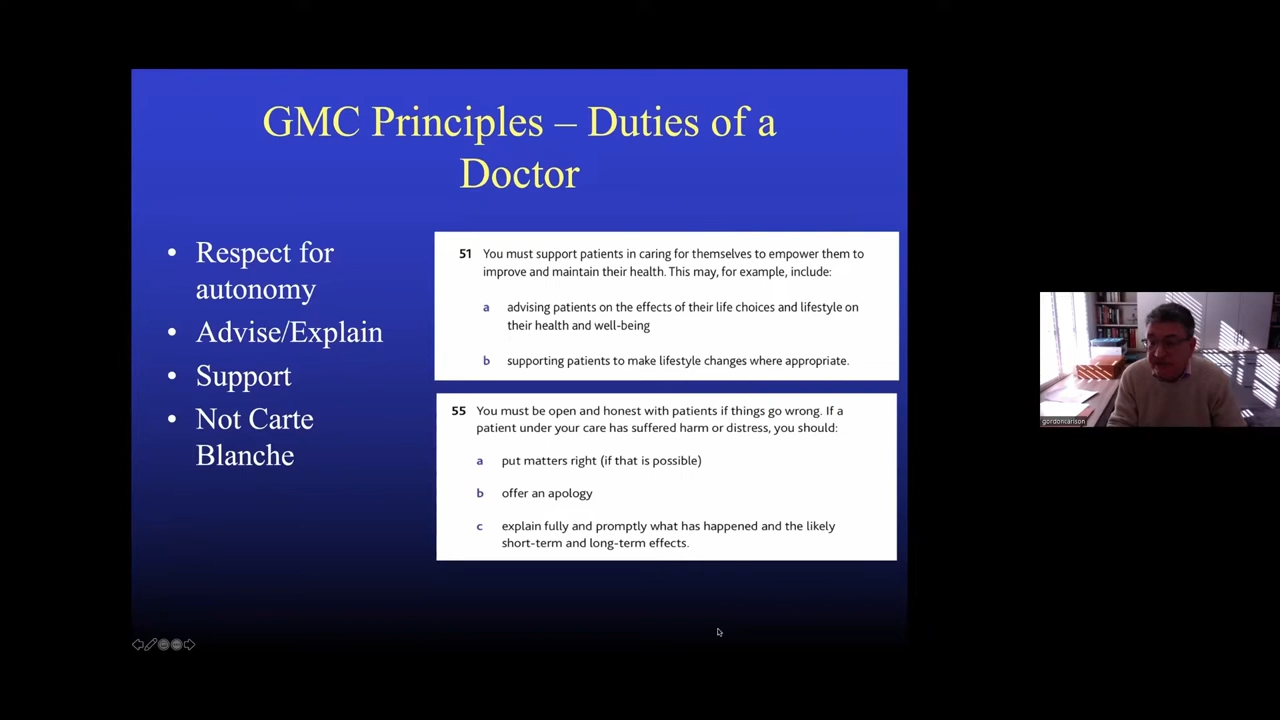 GMC Principles – Duties of a
Doctor
• Respect for
autonomy
• Advise/Explain
• Support
• Not Carte
Blanche
51 You must support patients in caring for themselves to empower them to
improve and maintain their health. This may, for example, include:
a advising patients on the effects of their life choices and lifestyle on
their health and well-being
b supporting patients to make lifestyle changes where appropriate.
55 You must be open and honest with patients if things go wrong. If a
patient under your care has suffered harm or distress, you should:
a put matters right (if that is possible)
b offer an apology
c explain fully and promptly what has happened and the likely
short-term and long-term effects.
gordoncarlson